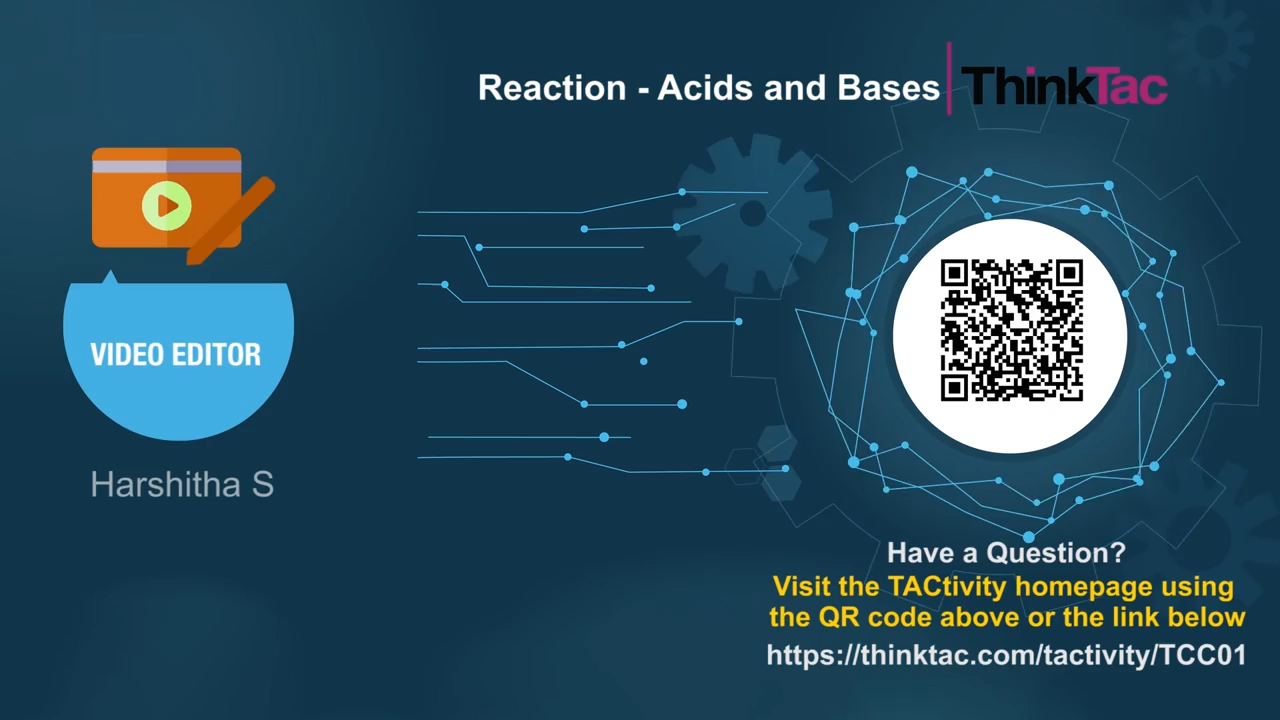 Reaction - Acids and Bases
ThinkTac
VIDEO EDITOR
Harshitha S
Have a Question?
Visit the TACtivity homepage using
the QR code above or the link below
https://thinktac.com/tactivity/TCC01